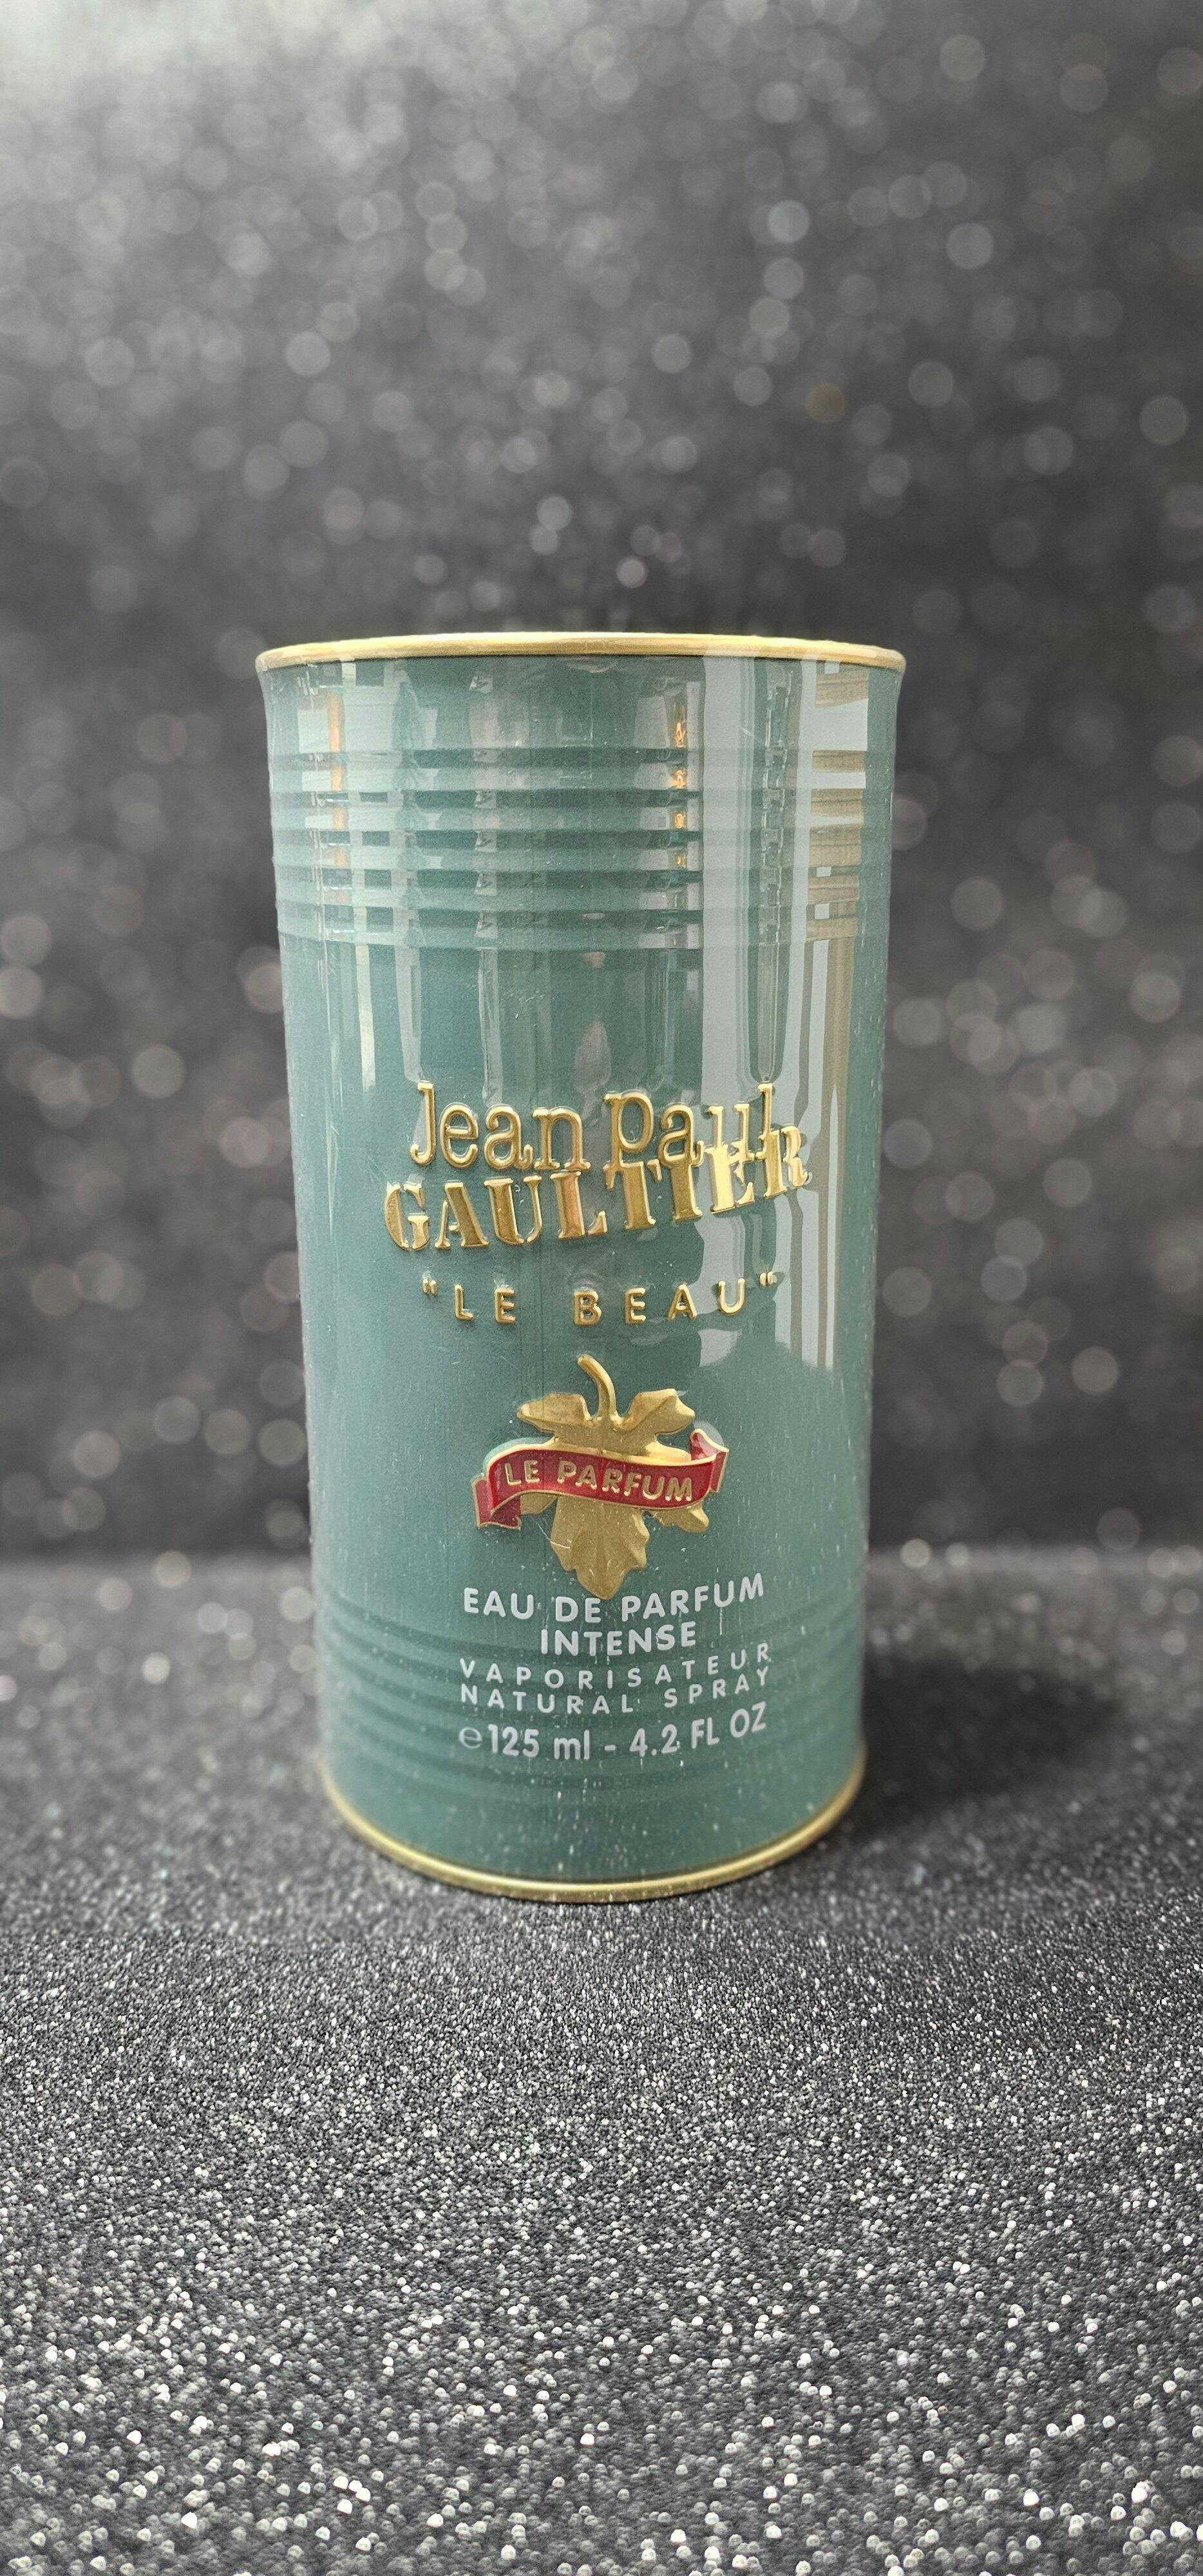 Jean Paul
GAULTIER
"LE BEAU"
LE PARFUM
EAU DE PARFUM
INTENSE
VAPORISATEUR
NATURAL SPRAY
℮125 ml - 4.2 FL OZ